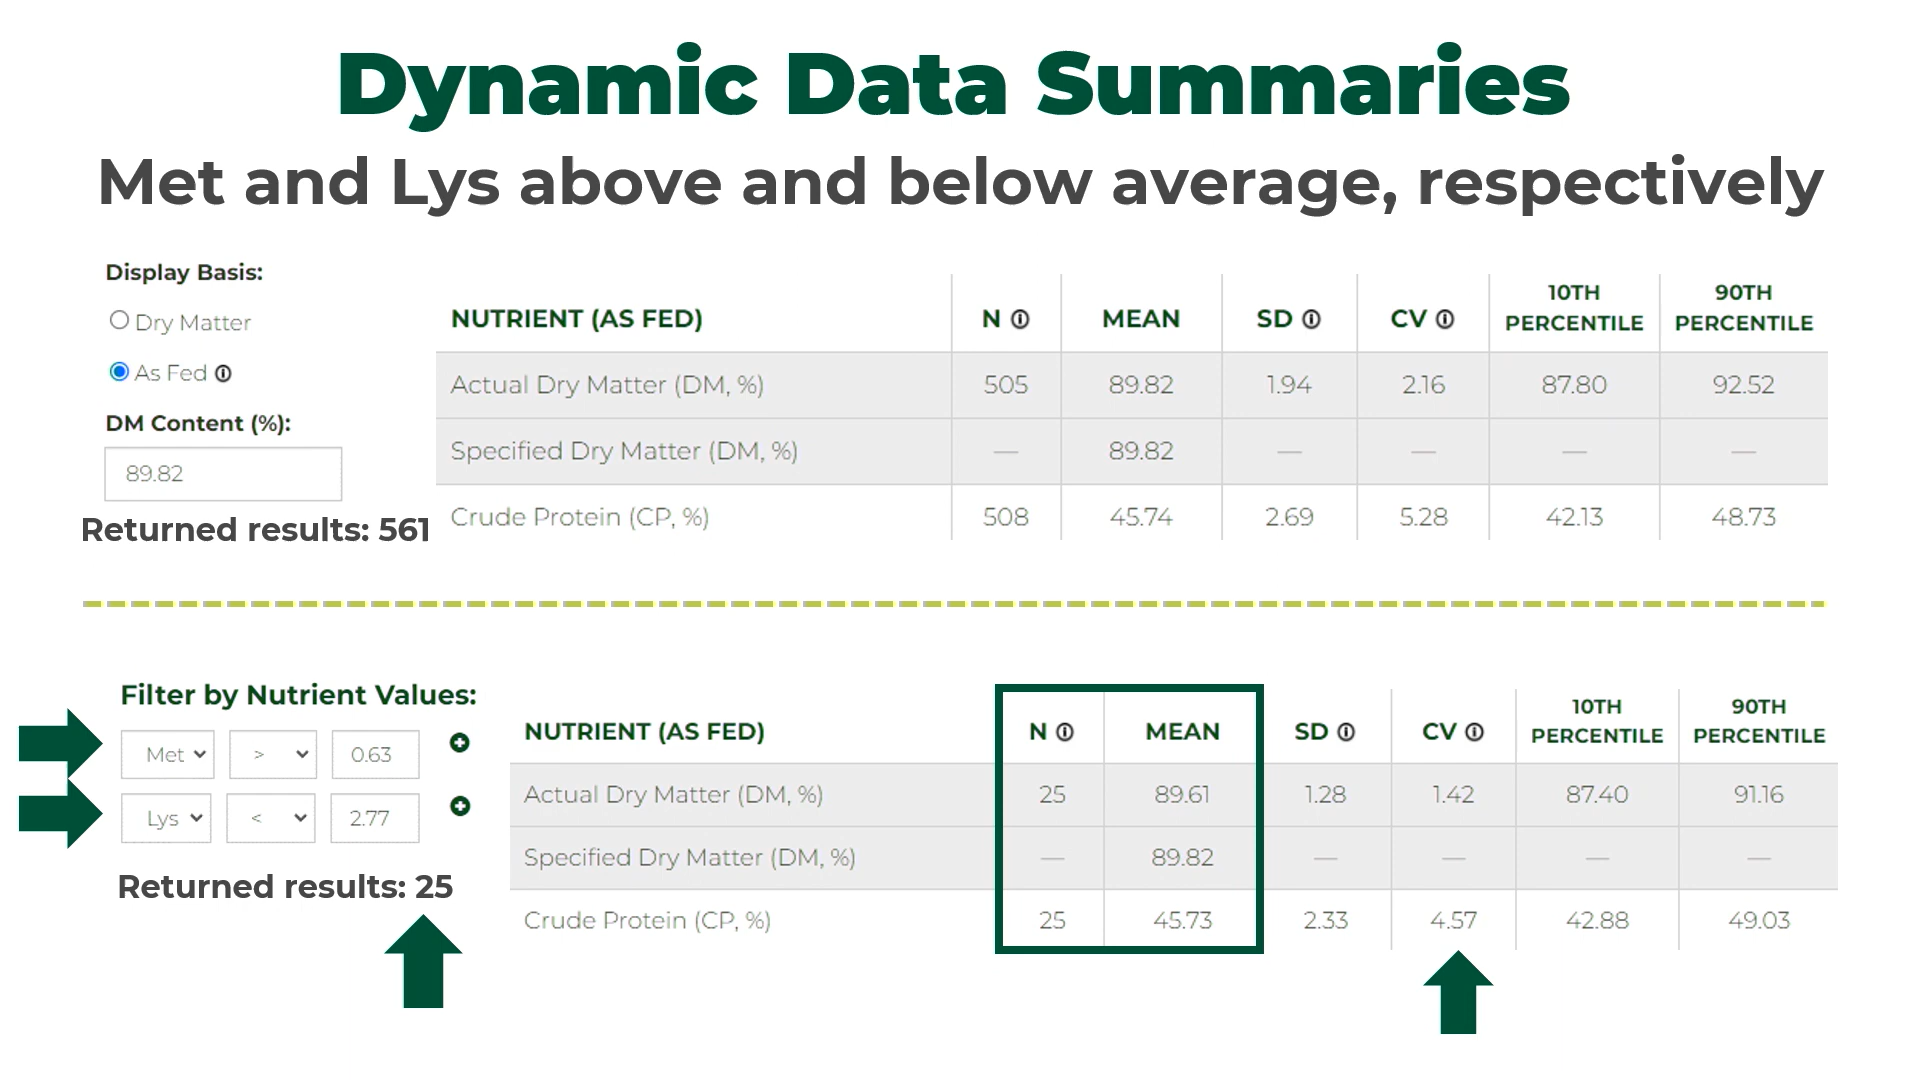 Dynamic Data Summaries
Met and Lys above and below average, respectively
Display Basis:
Dry Matter
As Fed
DM Content (%):
89.82
Returned results: 561
NUTRIENT (AS FED) N MEAN SD CV 10TH PERCENTILE 90TH PERCENTILE
Actual Dry Matter (DM, %) 505 89.82 1.94 2.16 87.80 92.52
Specified Dry Matter (DM, %) — 89.82 — — — —
Crude Protein (CP, %) 508 45.74 2.69 5.28 42.13 48.73
Filter by Nutrient Values:
Met > 0.63
Lys < 2.77
Returned results: 25
NUTRIENT (AS FED) N MEAN SD CV 10TH PERCENTILE 90TH PERCENTILE
Actual Dry Matter (DM, %) 25 89.61 1.28 1.42 87.40 91.16
Specified Dry Matter (DM, %) — 89.82 — — — —
Crude Protein (CP, %) 25 45.73 2.33 4.57 42.88 49.03